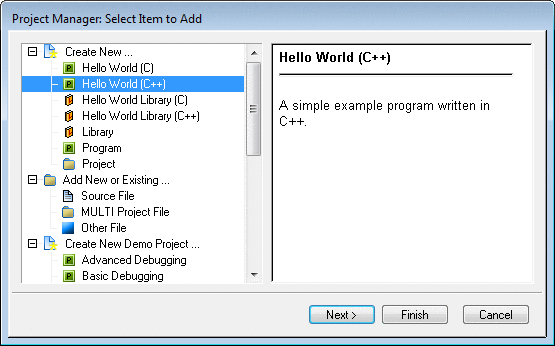 Project Manager: Select Item to Add
Create New ...
Hello World (C)
Hello World (C++)
Hello World Library (C)
Hello World Library (C++)
Library
Program
Project
Add New or Existing ...
Source File
MULTI Project File
Other File
Create New Demo Project ...
Advanced Debugging
Basic Debugging
Hello World (C++)
A simple example program written in
C++.
Next >
Finish
Cancel